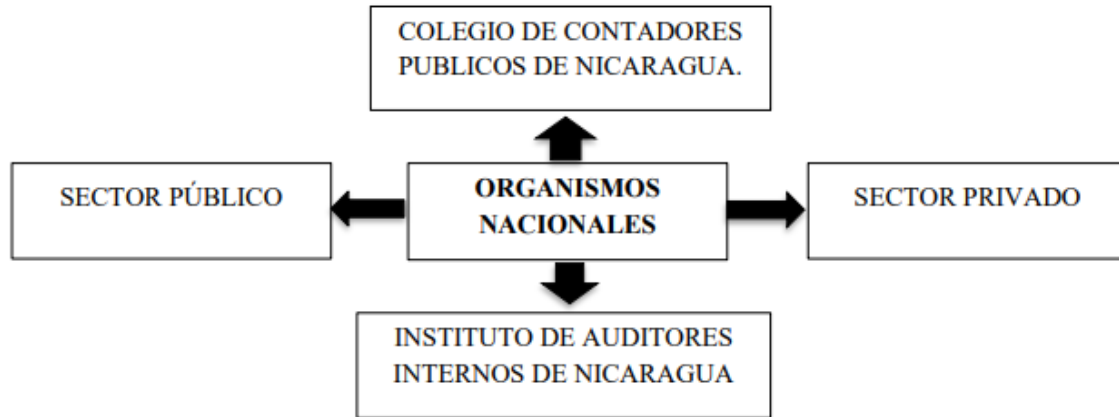 COLEGIO DE CONTADORES
PUBLICOS DE NICARAGUA.
SECTOR PÚBLICO
ORGANISMOS
NACIONALES
SECTOR PRIVADO
INSTITUTO DE AUDITORES
INTERNOS DE NICARAGUA